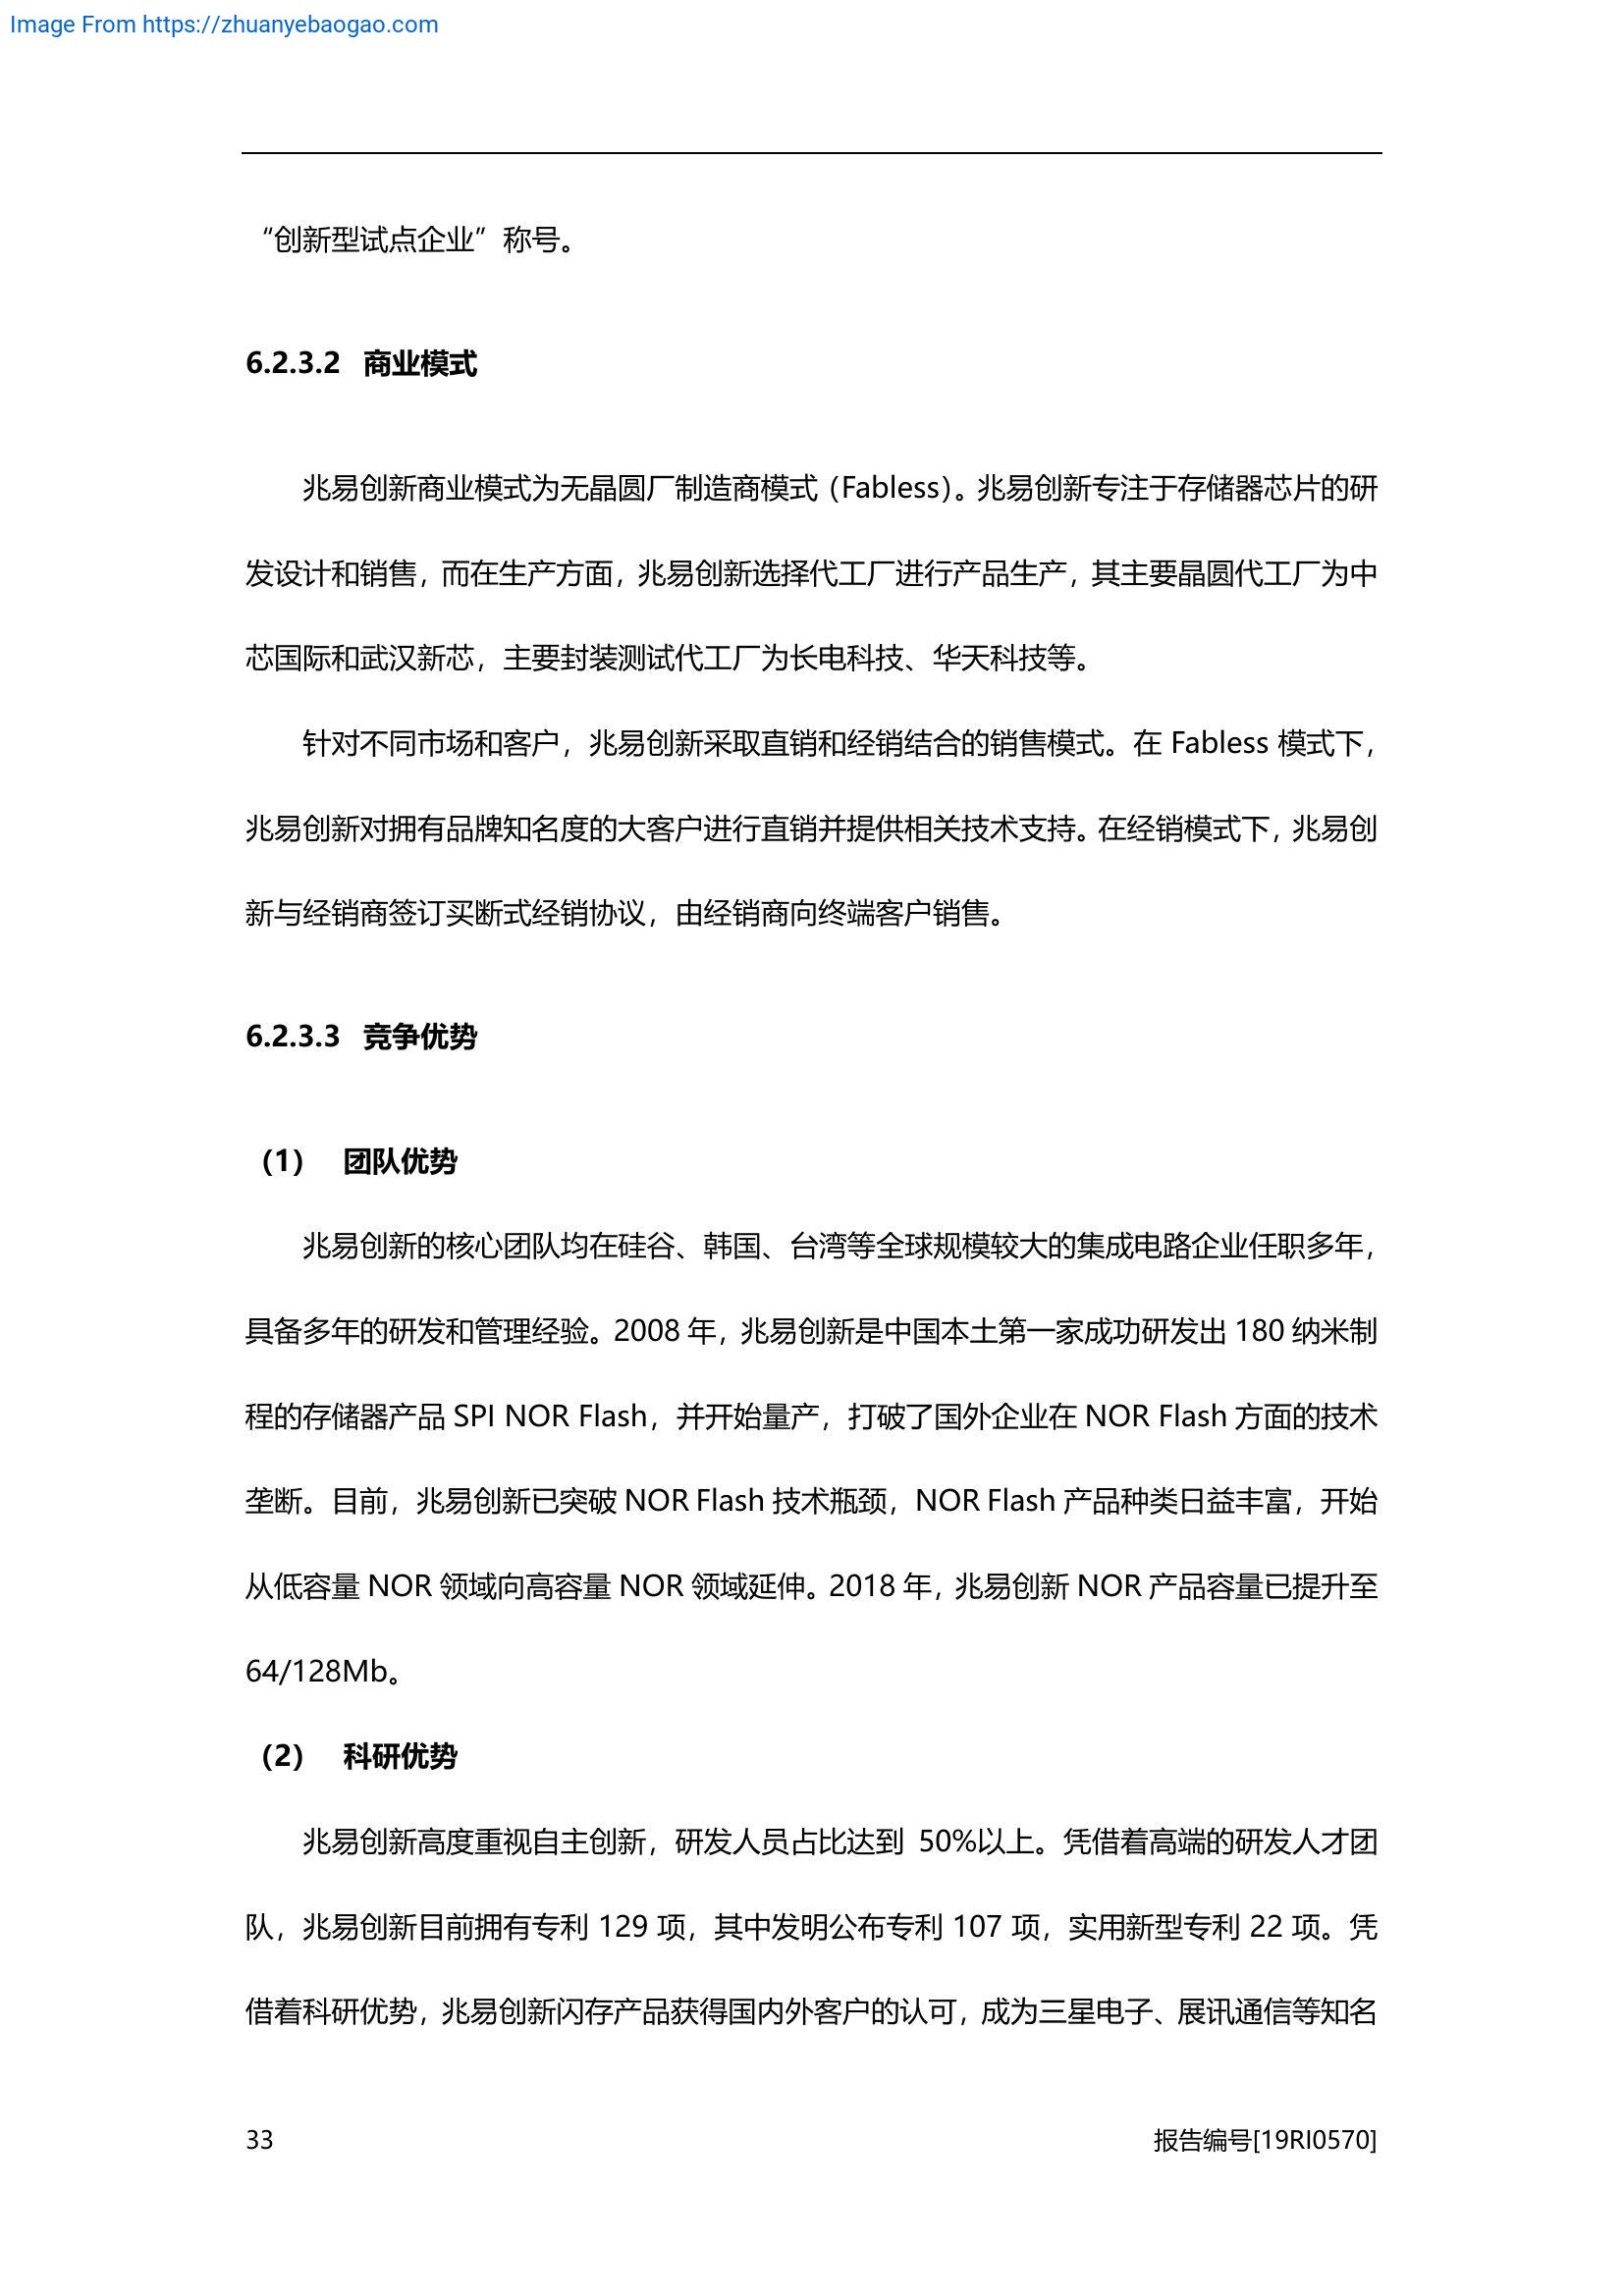 Image From https://zhuanyebaogao.com
“创新型试点企业”称号。
6.2.3.2 商业模式
兆易创新商业模式为无晶圆厂制造商模式（Fabless）。兆易创新专注于存储器芯片的研
发设计和销售，而在生产方面，兆易创新选择代工厂进行产品生产，其主要晶圆代工厂为中
芯国际和武汉新芯，主要封装测试代工厂为长电科技、华天科技等。
针对不同市场和客户，兆易创新采取直销和经销结合的销售模式。在 Fabless 模式下，
兆易创新对拥有品牌知名度的大客户进行直销并提供相关技术支持。在经销模式下，兆易创
新与经销商签订买断式经销协议，由经销商向终端客户销售。
6.2.3.3 竞争优势
（1） 团队优势
兆易创新的核心团队均在硅谷、韩国、台湾等全球规模较大的集成电路企业任职多年，
具备多年的研发和管理经验。2008 年，兆易创新是中国本土第一家成功研发出 180 纳米制
程的存储器产品 SPI NOR Flash，并开始量产，打破了国外企业在 NOR Flash 方面的技术
垄断。目前，兆易创新已突破 NOR Flash 技术瓶颈，NOR Flash 产品种类日益丰富，开始
从低容量 NOR 领域向高容量 NOR 领域延伸。2018 年，兆易创新 NOR 产品容量已提升至
64/128Mb。
（2） 科研优势
兆易创新高度重视自主创新，研发人员占比达到 50%以上。凭借着高端的研发人才团
队，兆易创新目前拥有专利 129 项，其中发明公布专利 107 项，实用新型专利 22 项。凭
借着科研优势，兆易创新闪存产品获得国内外客户的认可，成为三星电子、展讯通信等知名
33 报告编号[19RI0570]